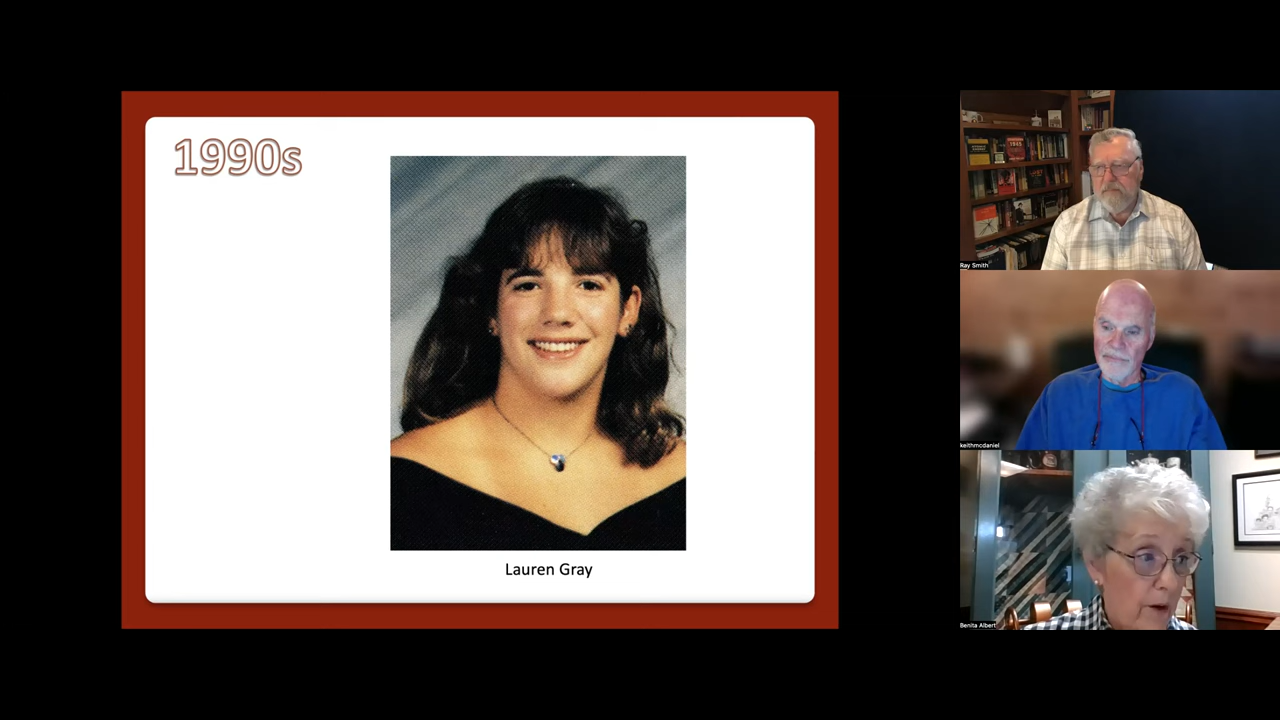 1990s
Lauren Gray
Ray Smith
keithmcdaniel
Benita Albert